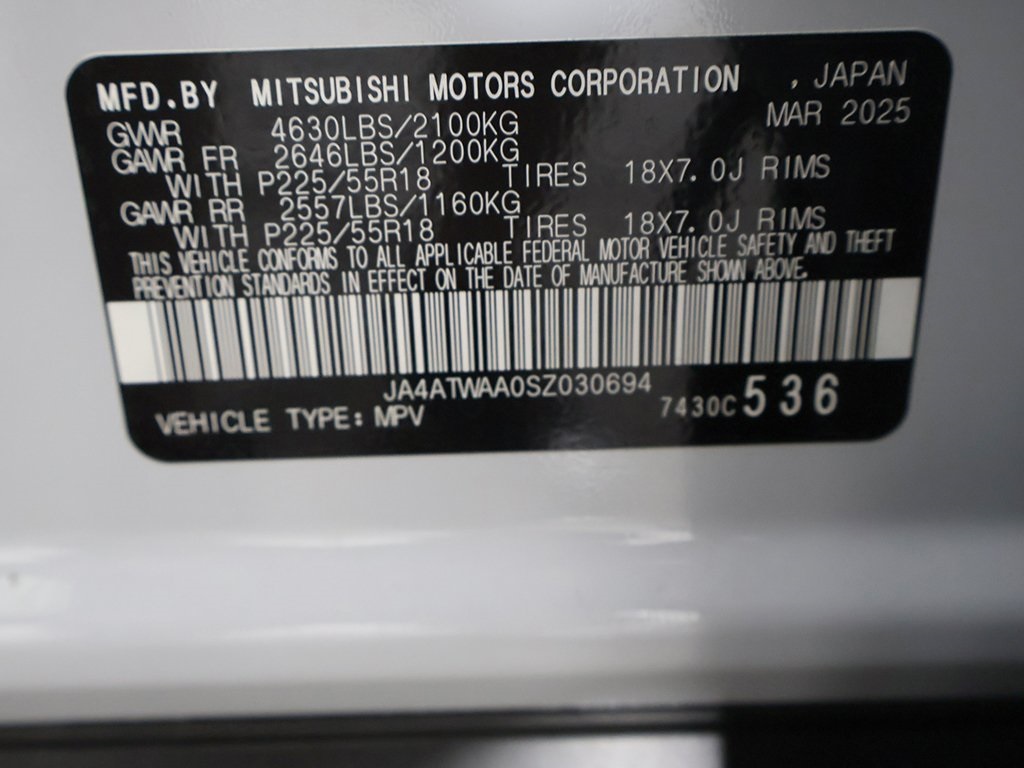 MFD.BY MITSUBISHI MOTORS CORPORATION , JAPAN
MAR 2025
GVWR 4630LBS/2100KG
GAWR FR 2646LBS/1200KG
WITH P225/55R18 TIRES 18X7.0J RIMS
GAWR RR 2557LBS/1160KG
WITH P225/55R18 TIRES 18X7.0J RIMS
THIS VEHICLE CONFORMS TO ALL APPLICABLE FEDERAL MOTOR VEHICLE SAFETY AND THEFT
PREVENTION STANDARDS IN EFFECT ON THE DATE OF MANUFACTURE SHOWN ABOVE.
JA4ATWAA0SZ030694
VEHICLE TYPE: MPV 7430C 536